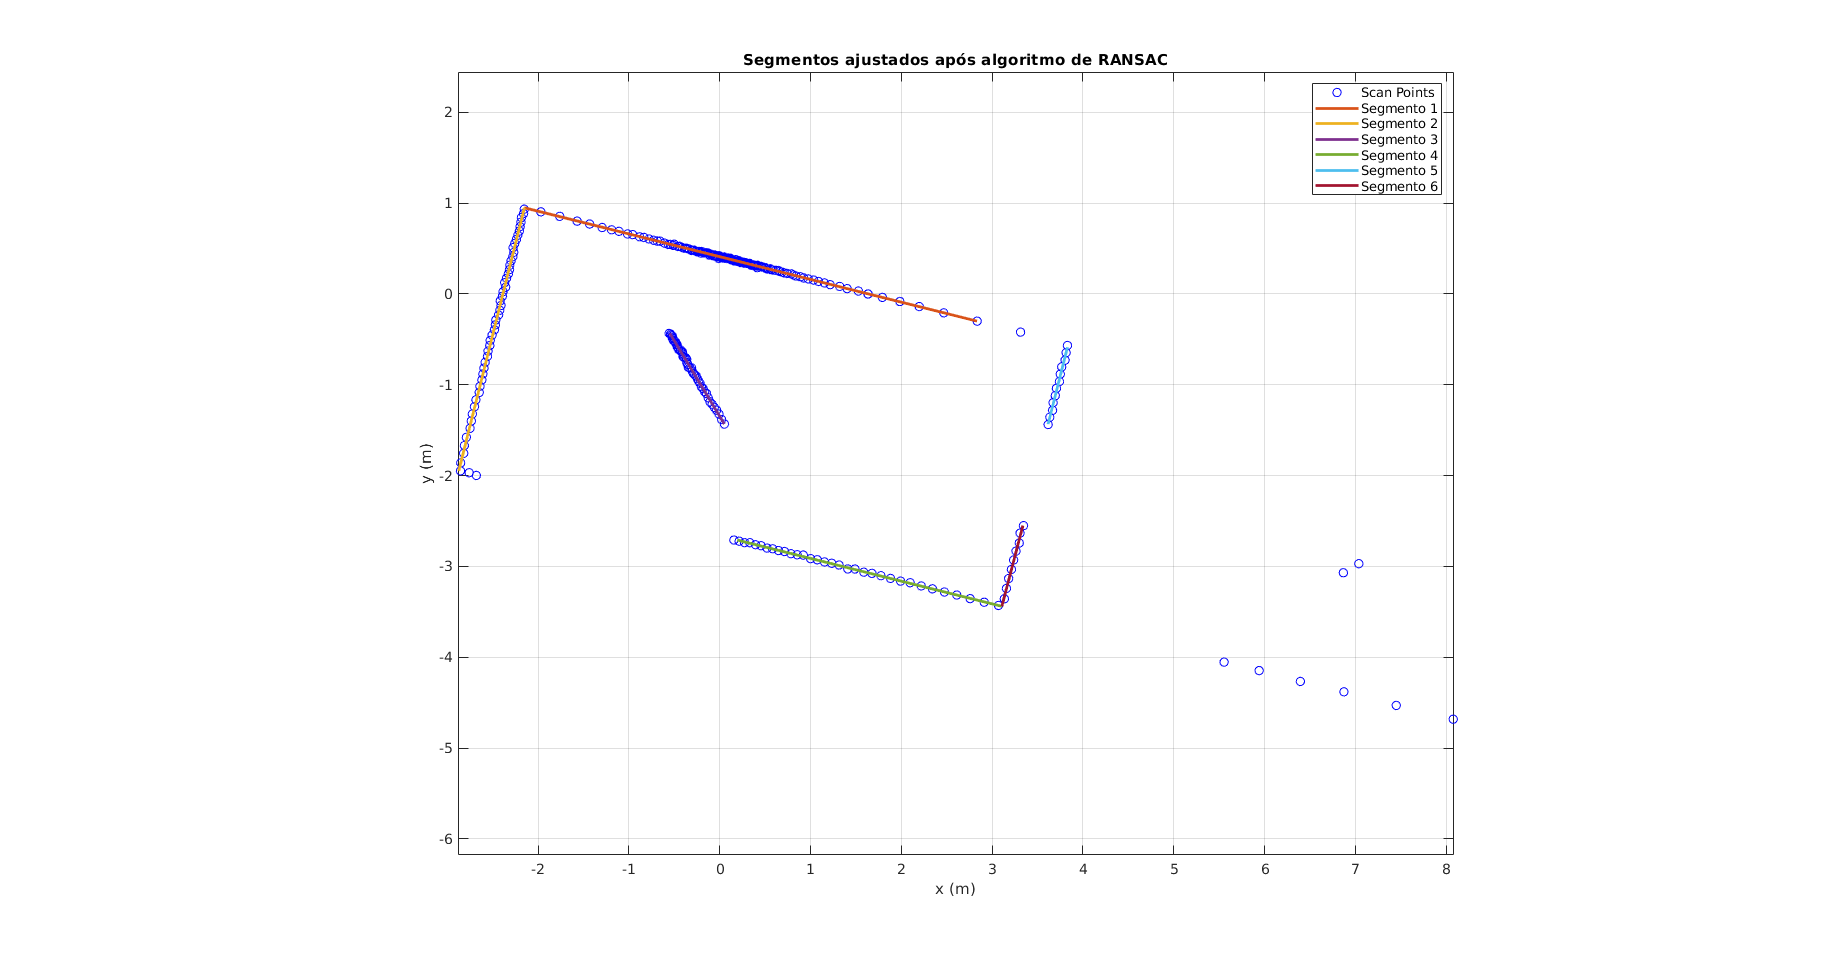 Segmentos ajustados após algoritmo de RANSAC
Scan Points
Segmento 1
Segmento 2
Segmento 3
Segmento 4
Segmento 5
Segmento 6
2
1
0
-1
-2
-3
-4
-5
-6
y (m)
-2 -1 0 1 2 3 4 5 6 7 8
x (m)